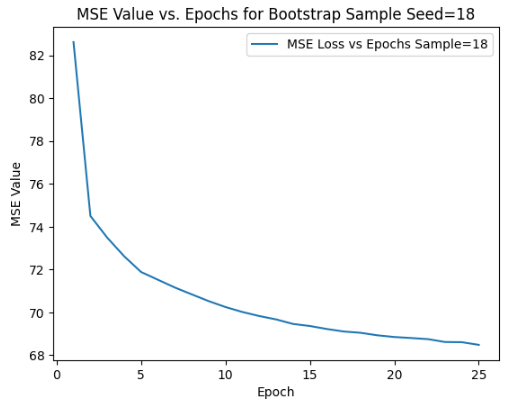 MSE Value vs. Epochs for Bootstrap Sample Seed=18
MSE Loss vs Epochs Sample=18
MSE Value
82
80
78
76
74
72
70
68
0 5 10 15 20 25
Epoch